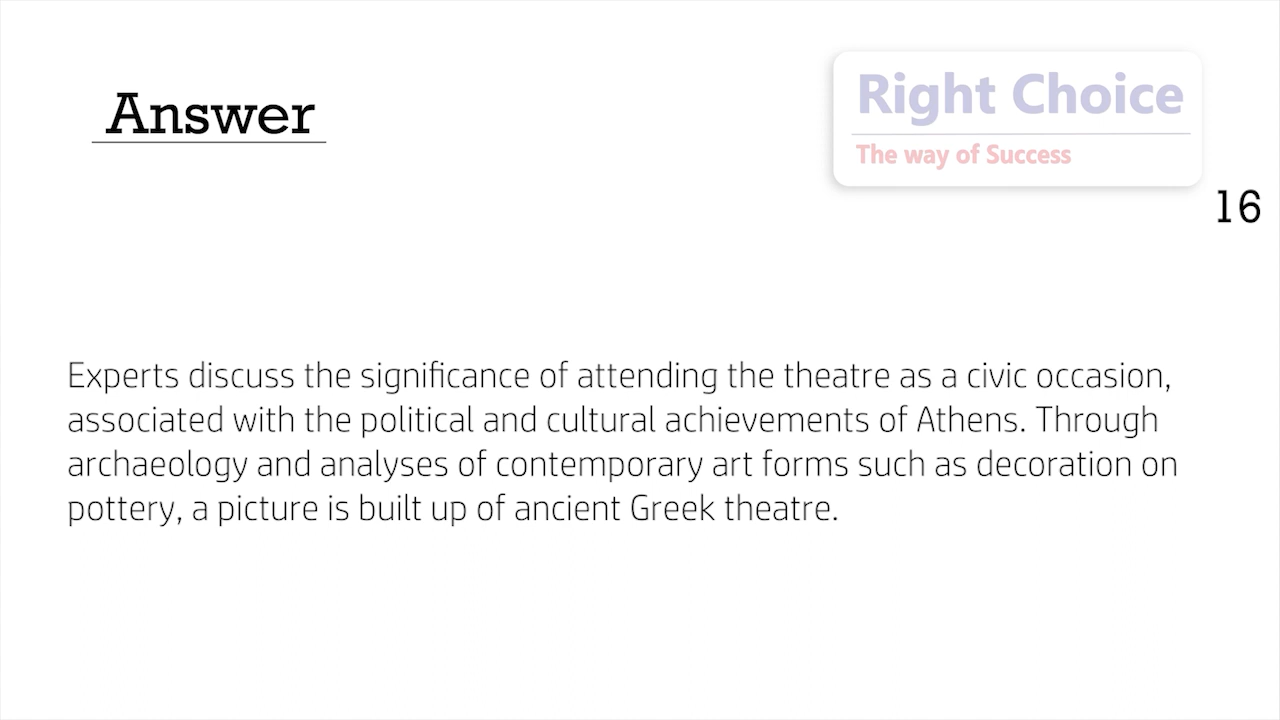 Answer
Right Choice
The way of Success
16
Experts discuss the significance of attending the theatre as a civic occasion,
associated with the political and cultural achievements of Athens. Through
archaeology and analyses of contemporary art forms such as decoration on
pottery, a picture is built up of ancient Greek theatre.